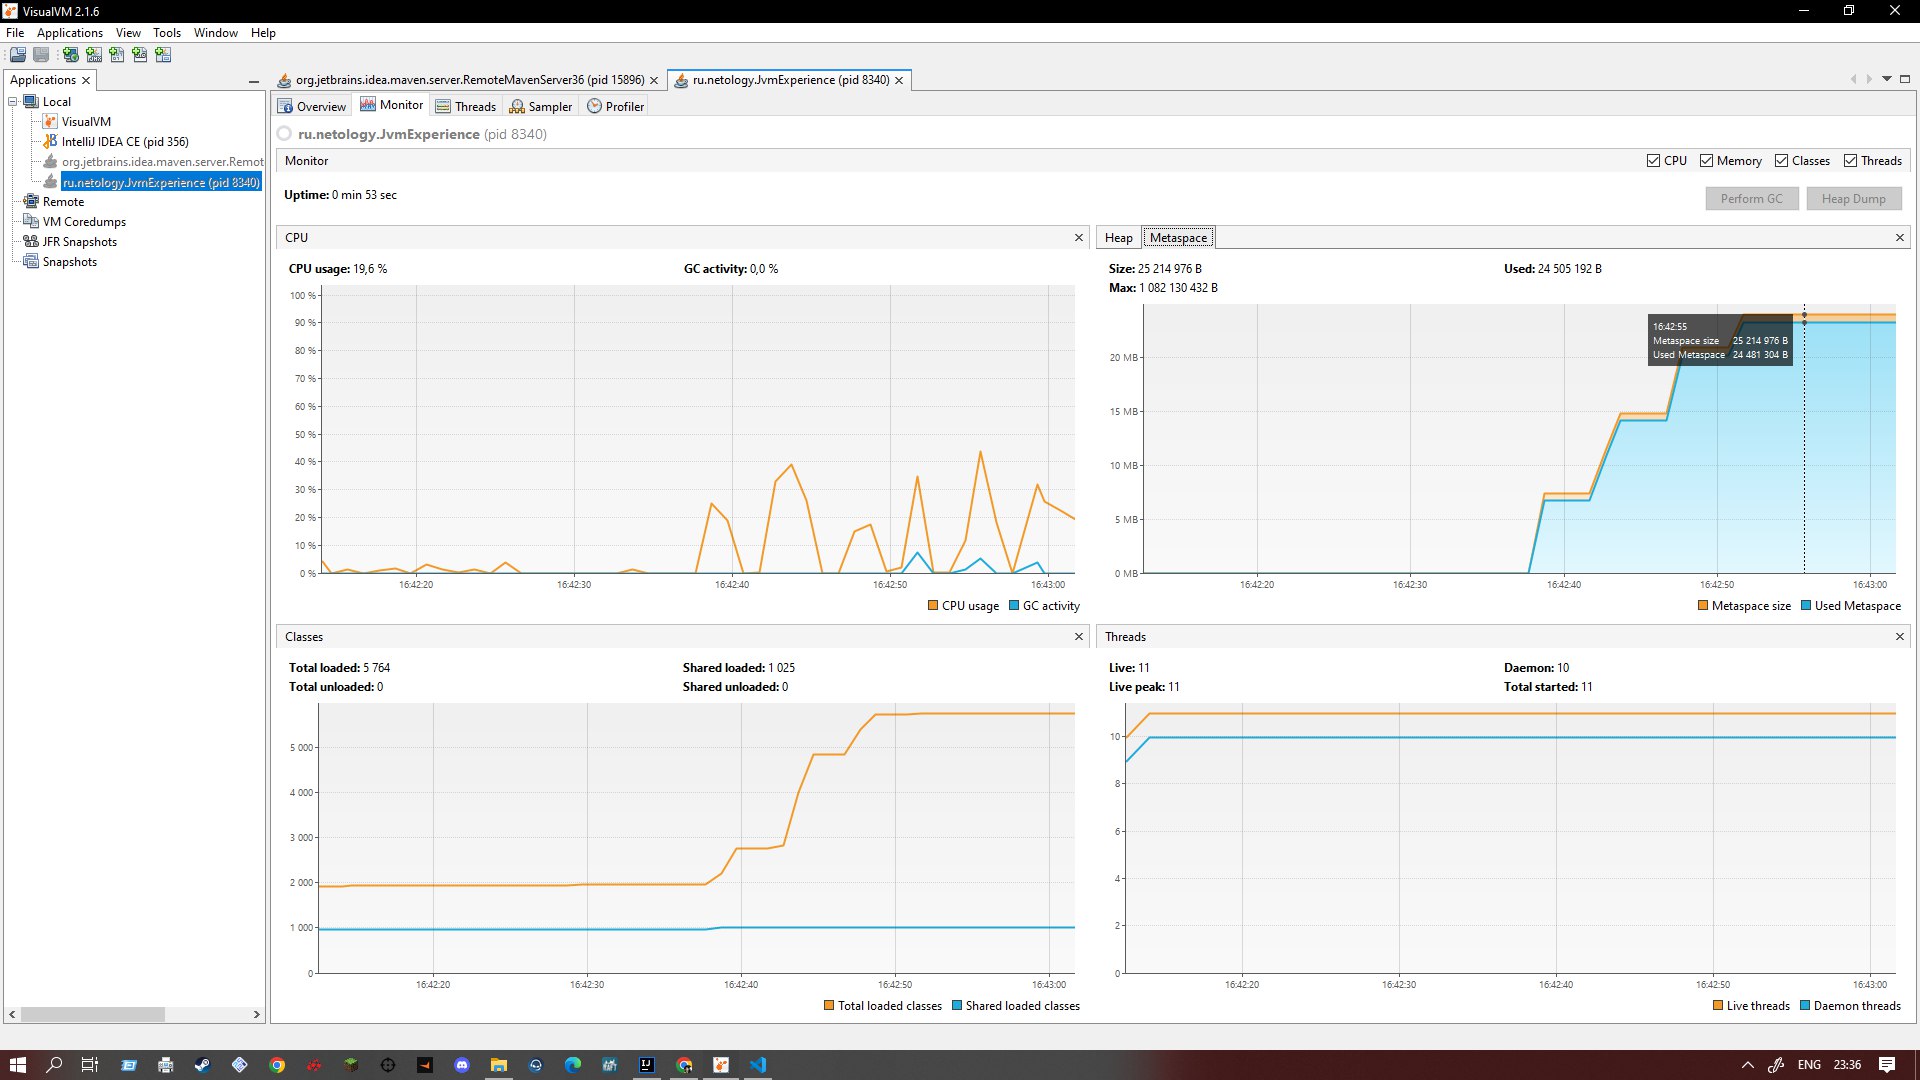 VisualVM 2.1.6
File Applications View Tools Window Help
Applications
Local
VisualVM
IntelliJ IDEA CE (pid 356)
org.jetbrains.idea.maven.server.Remot
ru.netology.JvmExperience (pid 8340)
Remote
VM Coredumps
JFR Snapshots
Snapshots
org.jetbrains.idea.maven.server.RemoteMavenServer36 (pid 15896) ru.netology.JvmExperience (pid 8340)
Overview Monitor Threads Sampler Profiler
ru.netology.JvmExperience (pid 8340)
Monitor CPU Memory Classes Threads
Uptime: 0 min 53 sec Perform GC Heap Dump
CPU
CPU usage: 19,6 % GC activity: 0,0 %
100 %
90 %
80 %
70 %
60 %
50 %
40 %
30 %
20 %
10 %
0 %
16:42:20 16:42:30 16:42:40 16:42:50 16:43:00
CPU usage GC activity
Heap Metaspace
Size: 25 214 976 B Used: 24 505 192 B
Max: 1 082 130 432 B
16:42:55
Metaspace size 25 214 976 B
Used Metaspace 24 481 304 B
20 MB
15 MB
10 MB
5 MB
0 MB
16:42:20 16:42:30 16:42:40 16:42:50 16:43:00
Metaspace size Used Metaspace
Classes
Total loaded: 5 764 Shared loaded: 1 025
Total unloaded: 0 Shared unloaded: 0
5 000
4 000
3 000
2 000
1 000
0
16:42:20 16:42:30 16:42:40 16:42:50 16:43:00
Total loaded classes Shared loaded classes
Threads
Live: 11 Daemon: 10
Live peak: 11 Total started: 11
10
8
6
4
2
0
16:42:20 16:42:30 16:42:40 16:42:50 16:43:00
Live threads Daemon threads
ENG 23:36